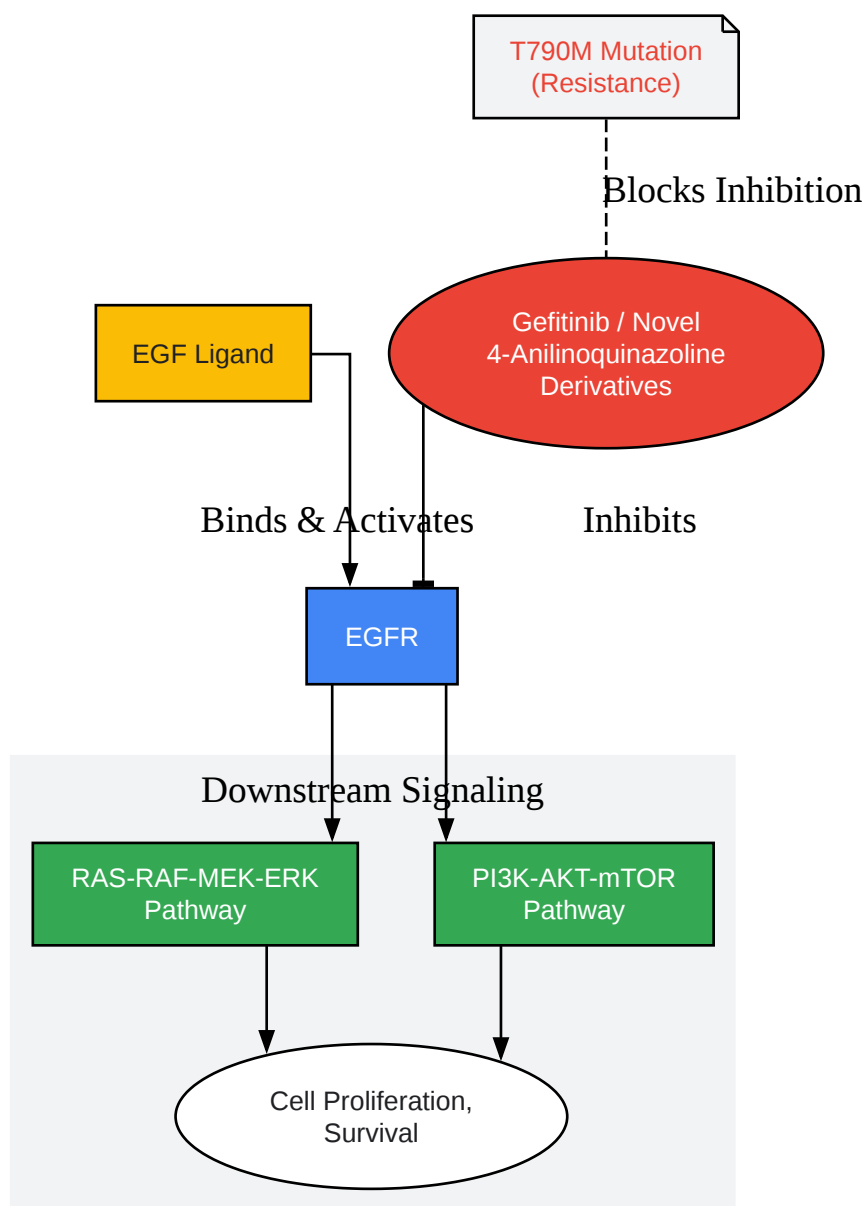 T790M Mutation
(Resistance)
Blocks Inhibition
Gefitinib / Novel
4-Anilinoquinazoline
Derivatives
EGF Ligand
Binds & Activates
Inhibits
EGFR
Downstream Signaling
RAS-RAF-MEK-ERK
Pathway
PI3K-AKT-mTOR
Pathway
Cell Proliferation,
Survival